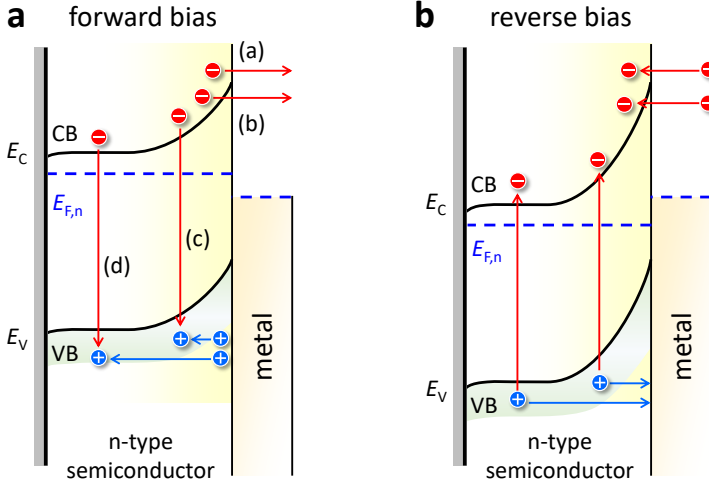 a forward bias
(a)
(b)
CB
E_C
E_F,n
(c)
(d)
E_V
VB
metal
n-type
semiconductor
b reverse bias
CB
E_C
E_F,n
E_V
VB
metal
n-type
semiconductor